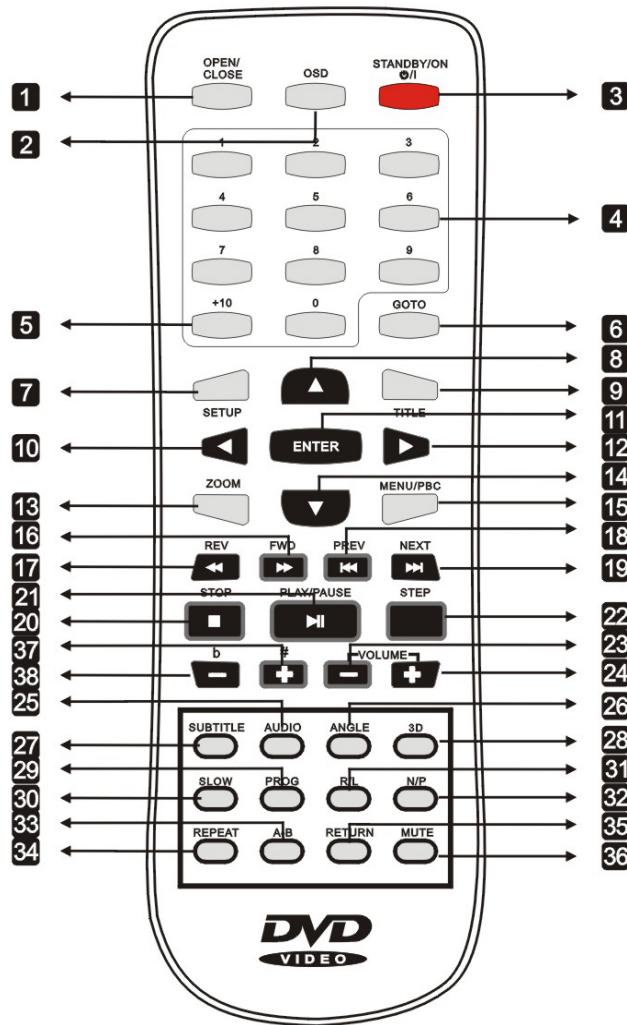 OPEN/ CLOSE OSD STANDBY/ON ⏻/I
1 3
2
1 2 3
4 5 6
4
7 8 9
+10 0 GOTO
5 6
8
7 9
SETUP TITLE
11
10 ENTER 12
14
ZOOM MENU/PBC
13 15
16 18
REV FWD PREV NEXT
17 19
21
STOP PLAY/PAUSE STEP
20 22
37 23
b # VOLUME
38 24
25 26
SUBTITLE AUDIO ANGLE 3D
27 28
29 31
SLOW PROG R/L N/P
30 32
33 35
REPEAT A-B RETURN MUTE
34 36
DVD
VIDEO